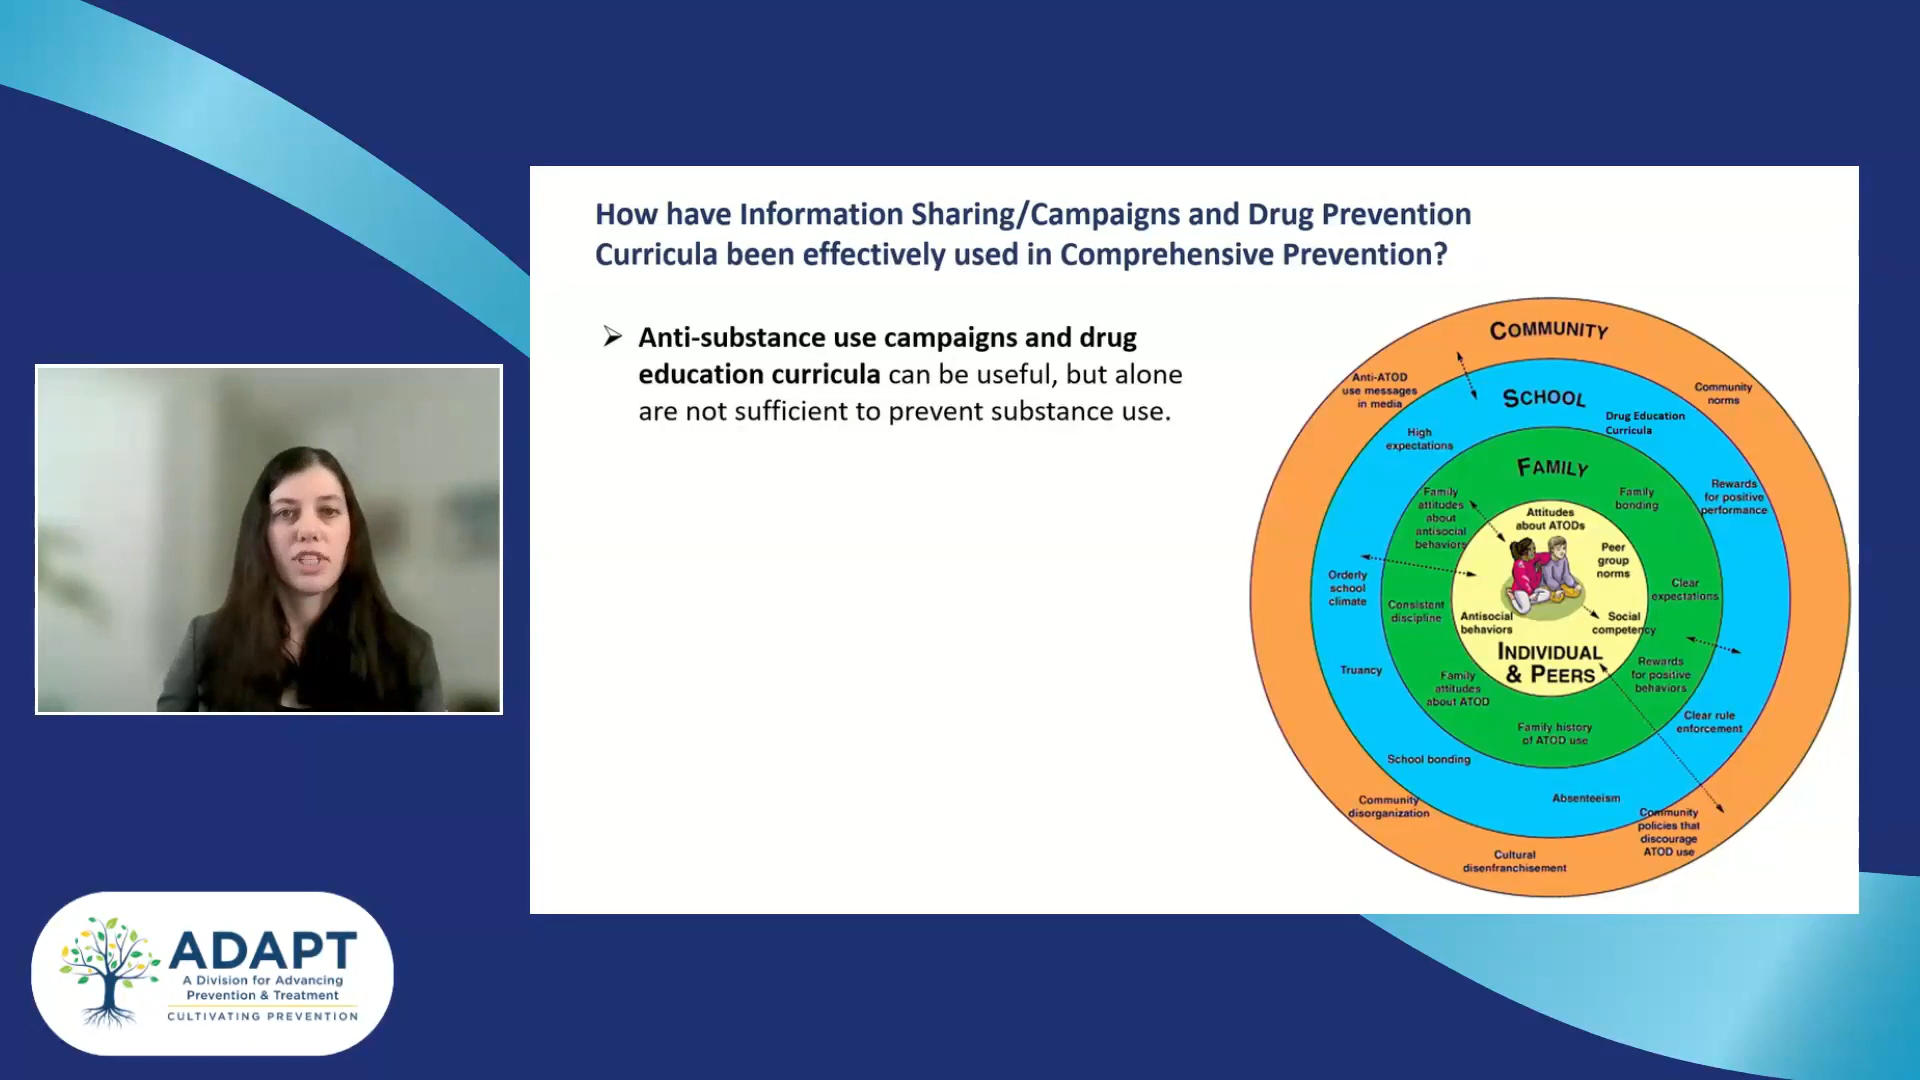 How have Information Sharing/Campaigns and Drug Prevention
Curricula been effectively used in Comprehensive Prevention?
➢ Anti-substance use campaigns and drug
education curricula can be useful, but alone
are not sufficient to prevent substance use.
COMMUNITY
Anti-ATOD
use messages
in media
Community
norms
SCHOOL
Drug Education
Curricula
High
expectations
Rewards
for positive
performance
FAMILY
Family
attitudes
about
antisocial
behaviors
Family
bonding
Attitudes
about ATODs
Peer
group
norms
Orderly
school
climate
Consistent
discipline
Clear
expectations
Antisocial
behaviors
Social
competency
INDIVIDUAL
& PEERS
Truancy
Family
attitudes
about ATOD
Rewards
for positive
behaviors
Family history
of ATOD use
Clear rule
enforcement
School bonding
Absenteeism
Community
disorganization
Community
policies that
discourage
ATOD use
Cultural
disenfranchisement
ADAPT
A Division for Advancing
Prevention & Treatment
CULTIVATING PREVENTION